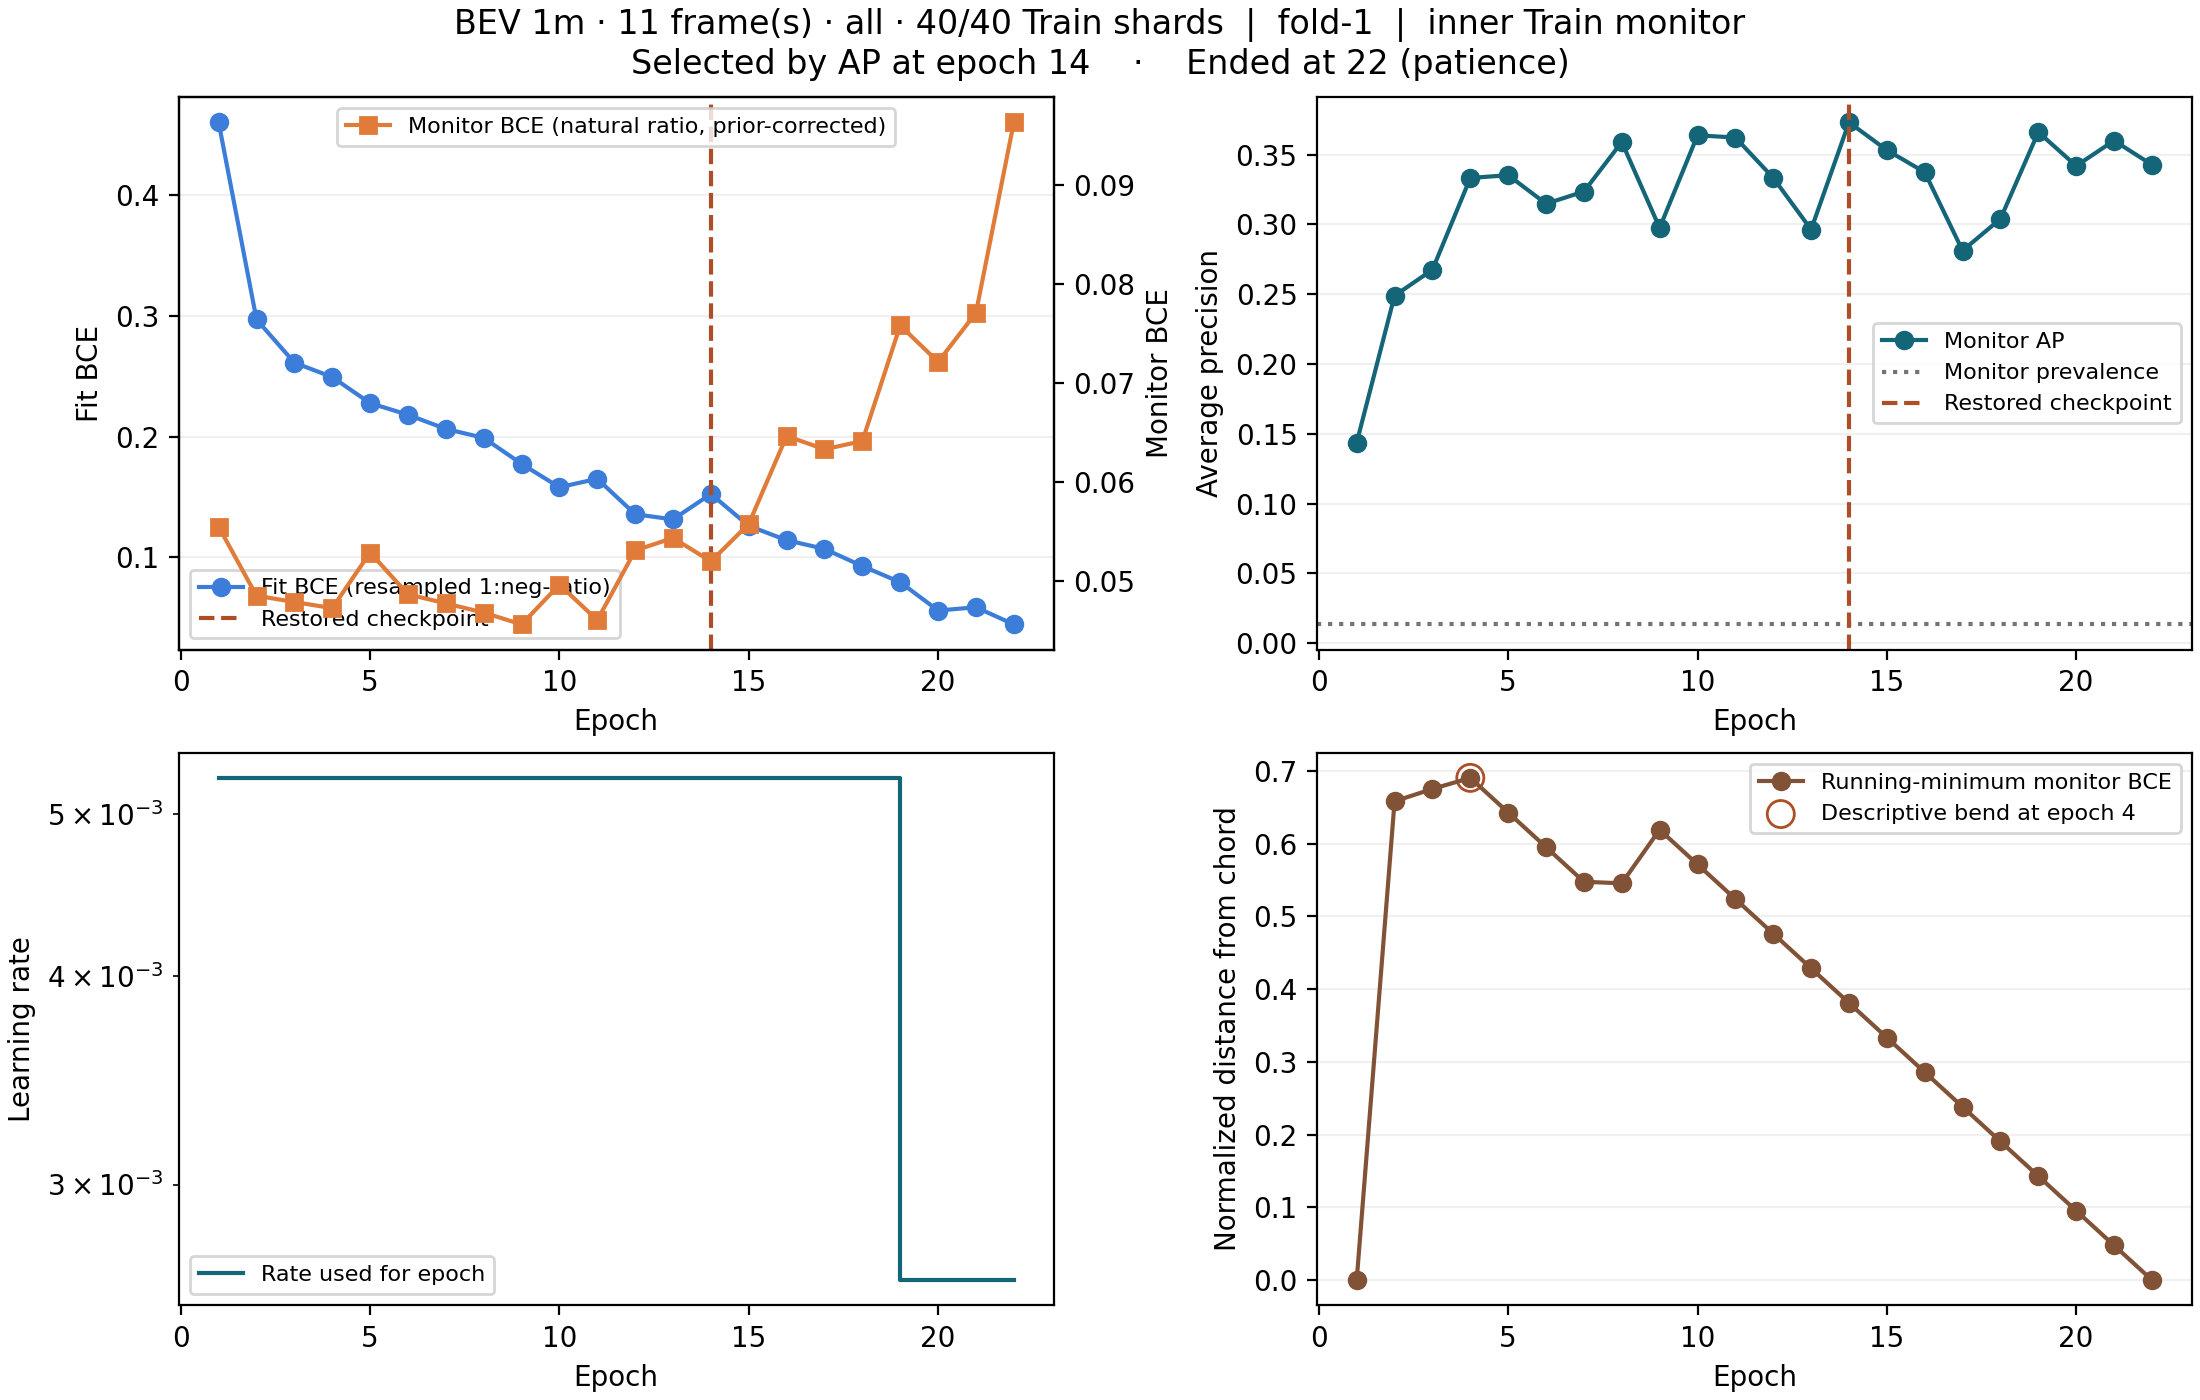 BEV 1m · 11 frame(s) · all · 40/40 Train shards | fold-1 | inner Train monitor
Selected by AP at epoch 14 · Ended at 22 (patience)
Monitor BCE (natural ratio, prior-corrected)
Fit BCE (resampled 1:neg-ratio)
Restored checkpoint
Fit BCE
0.4
0.3
0.2
0.1
Monitor BCE
0.09
0.08
0.07
0.06
0.05
0 5 10 15 20
Epoch
Average precision
0.35
0.30
0.25
0.20
0.15
0.10
0.05
0.00
Monitor AP
Monitor prevalence
Restored checkpoint
0 5 10 15 20
Epoch
Learning rate
5 × 10⁻³
4 × 10⁻³
3 × 10⁻³
Rate used for epoch
0 5 10 15 20
Epoch
Normalized distance from chord
0.7
0.6
0.5
0.4
0.3
0.2
0.1
0.0
Running-minimum monitor BCE
Descriptive bend at epoch 4
0 5 10 15 20
Epoch